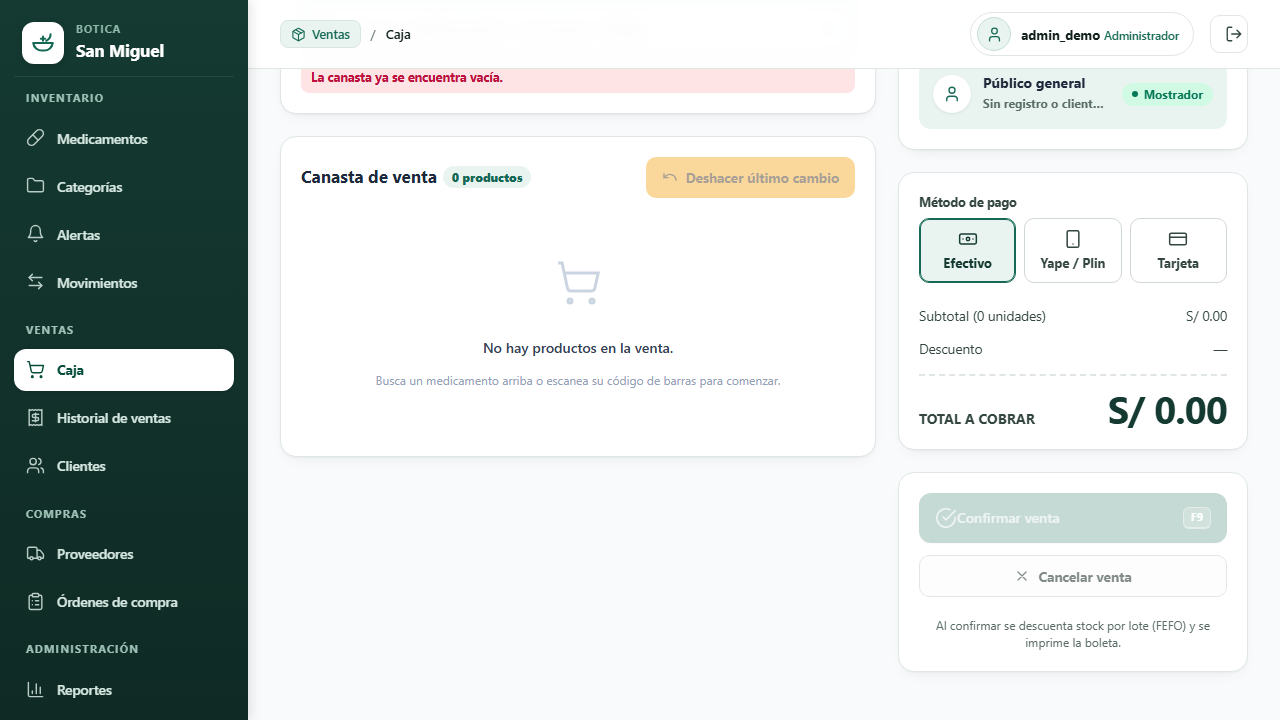 BOTICA
San Miguel
INVENTARIO
Medicamentos
Categorías
Alertas
Movimientos
VENTAS
Caja
Historial de ventas
Clientes
COMPRAS
Proveedores
Órdenes de compra
ADMINISTRACIÓN
Reportes
Ventas / Caja
admin_demo Administrador
La canasta ya se encuentra vacía.
Canasta de venta 0 productos
Deshacer último cambio
No hay productos en la venta.
Busca un medicamento arriba o escanea su código de barras para comenzar.
Público general
Sin registro o client...
Mostrador
Método de pago
Efectivo
Yape / Plin
Tarjeta
Subtotal (0 unidades) S/ 0.00
Descuento —
TOTAL A COBRAR S/ 0.00
Confirmar venta F9
Cancelar venta
Al confirmar se descuenta stock por lote (FEFO) y se
imprime la boleta.